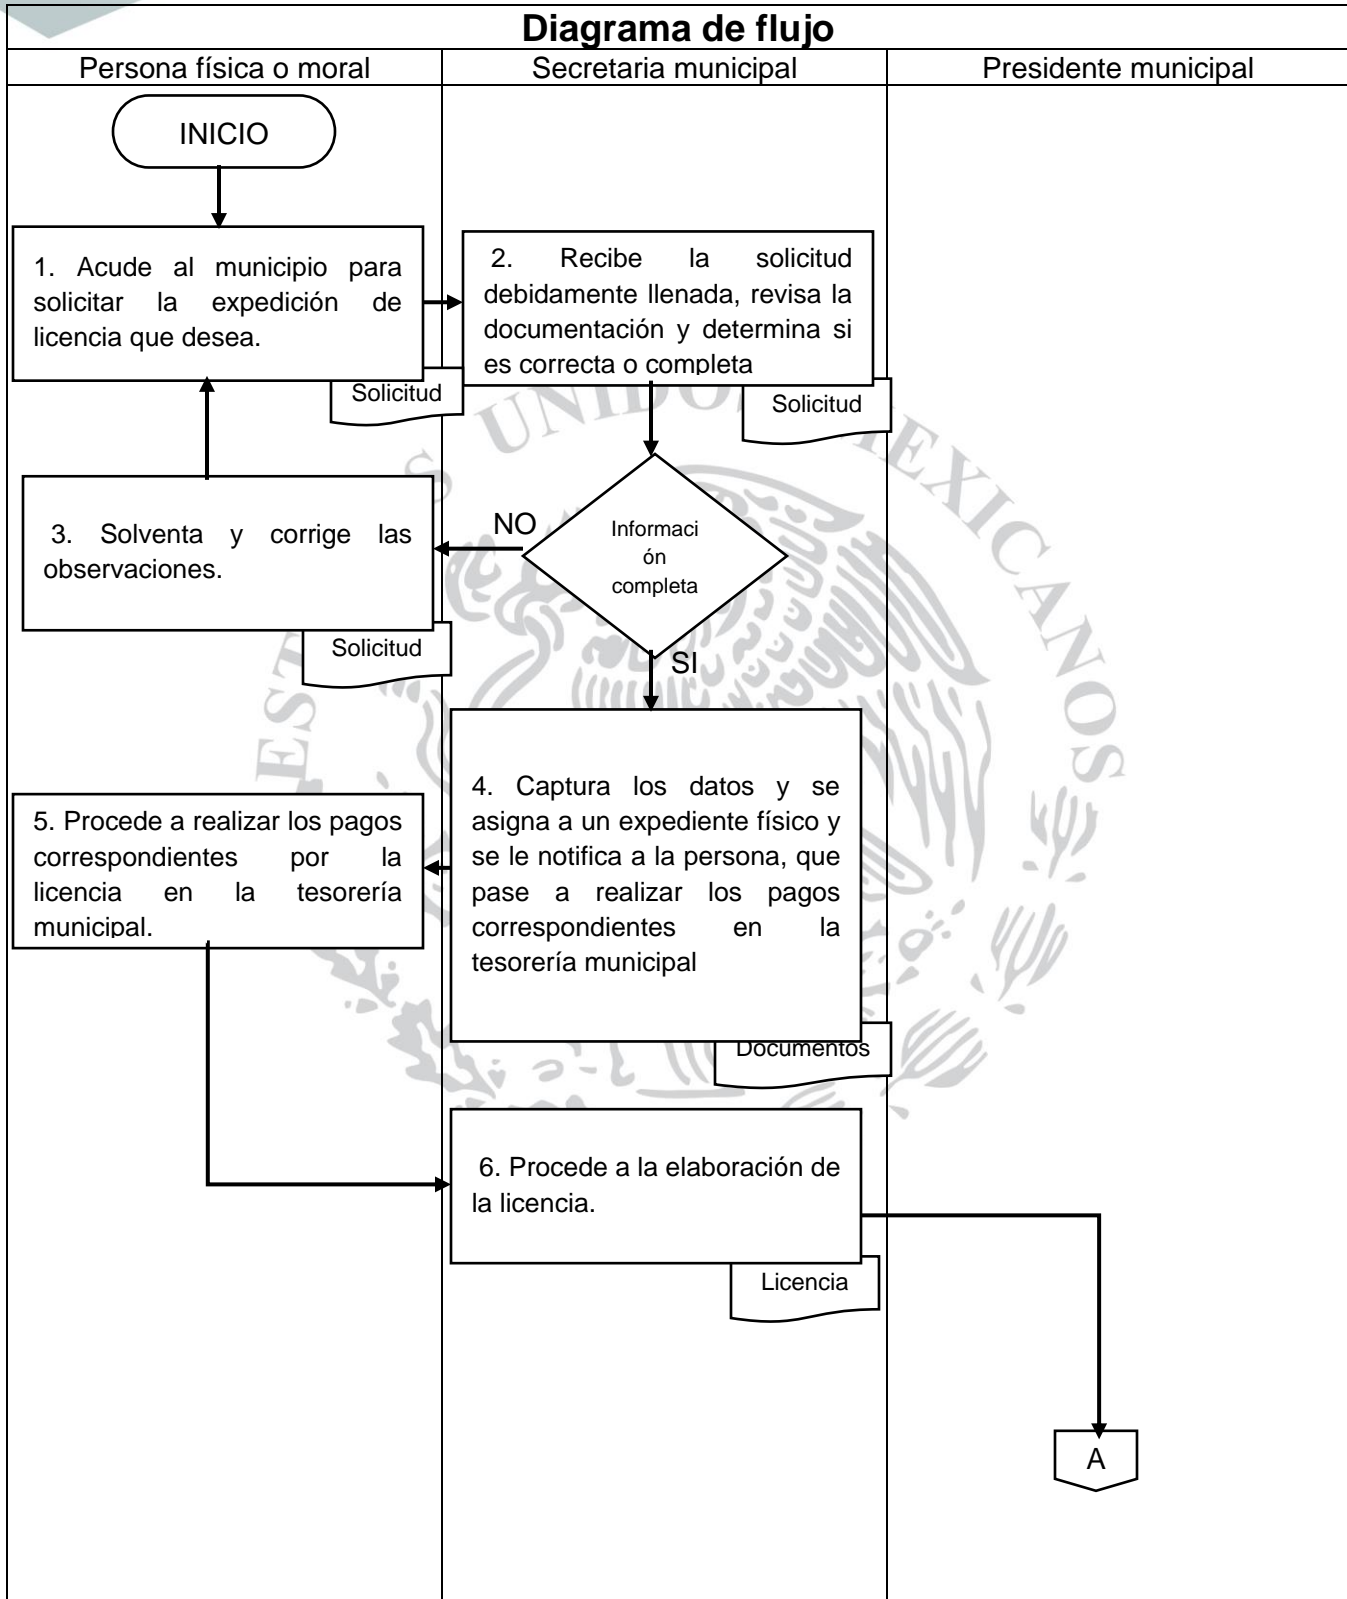 Diagrama de flujo
Persona física o moral
Secretaria municipal
Presidente municipal
INICIO
1. Acude al municipio para
solicitar la expedición de
licencia que desea.
Solicitud
2. Recibe la solicitud
debidamente llenada, revisa la
documentación y determina si
es correcta o completa
Solicitud
Informaci
ón
completa
NO
SI
3. Solventa y corrige las
observaciones.
Solicitud
4. Captura los datos y se
asigna a un expediente físico y
se le notifica a la persona, que
pase a realizar los pagos
correspondientes en la
tesorería municipal
Documentos
5. Procede a realizar los pagos
correspondientes por la
licencia en la tesorería
municipal.
6. Procede a la elaboración de
la licencia.
Licencia
A
S UNIDOS MEXICANOS
EST